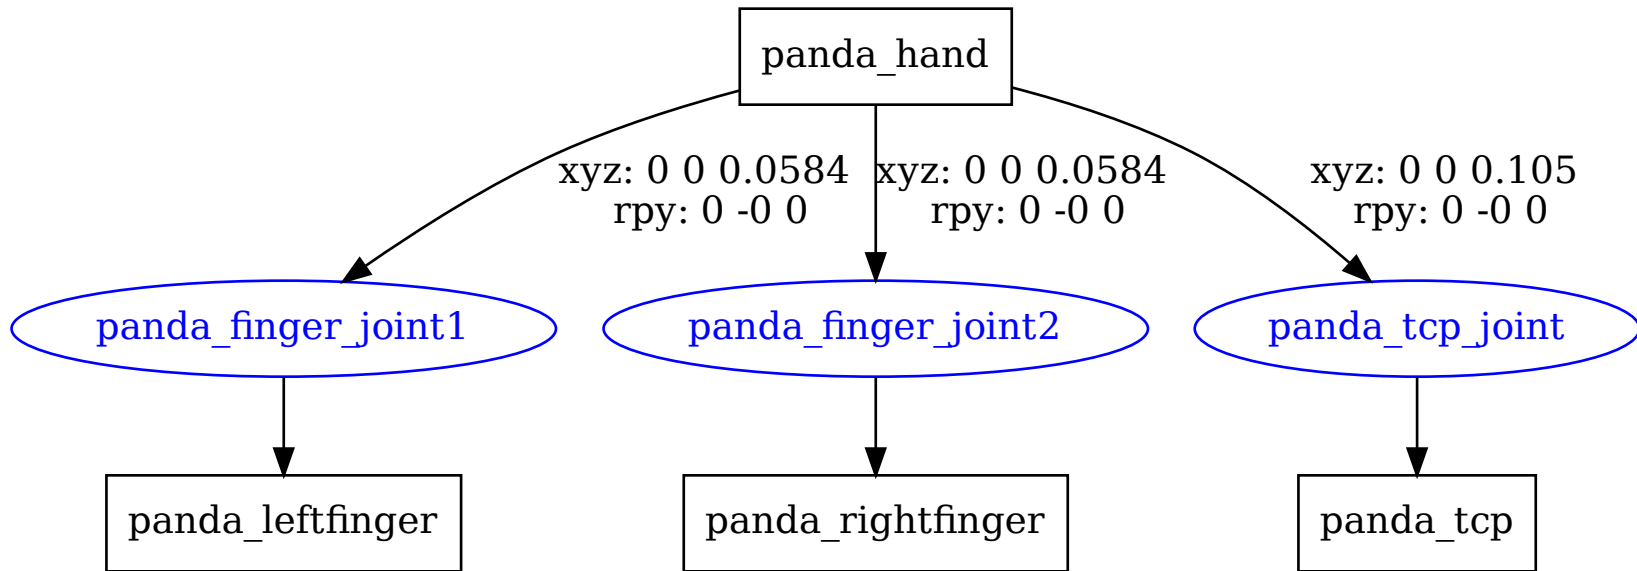 panda_hand
xyz: 0 0 0.0584
rpy: 0 -0 0
xyz: 0 0 0.0584
rpy: 0 -0 0
xyz: 0 0 0.105
rpy: 0 -0 0
panda_finger_joint1
panda_finger_joint2
panda_tcp_joint
panda_leftfinger
panda_rightfinger
panda_tcp